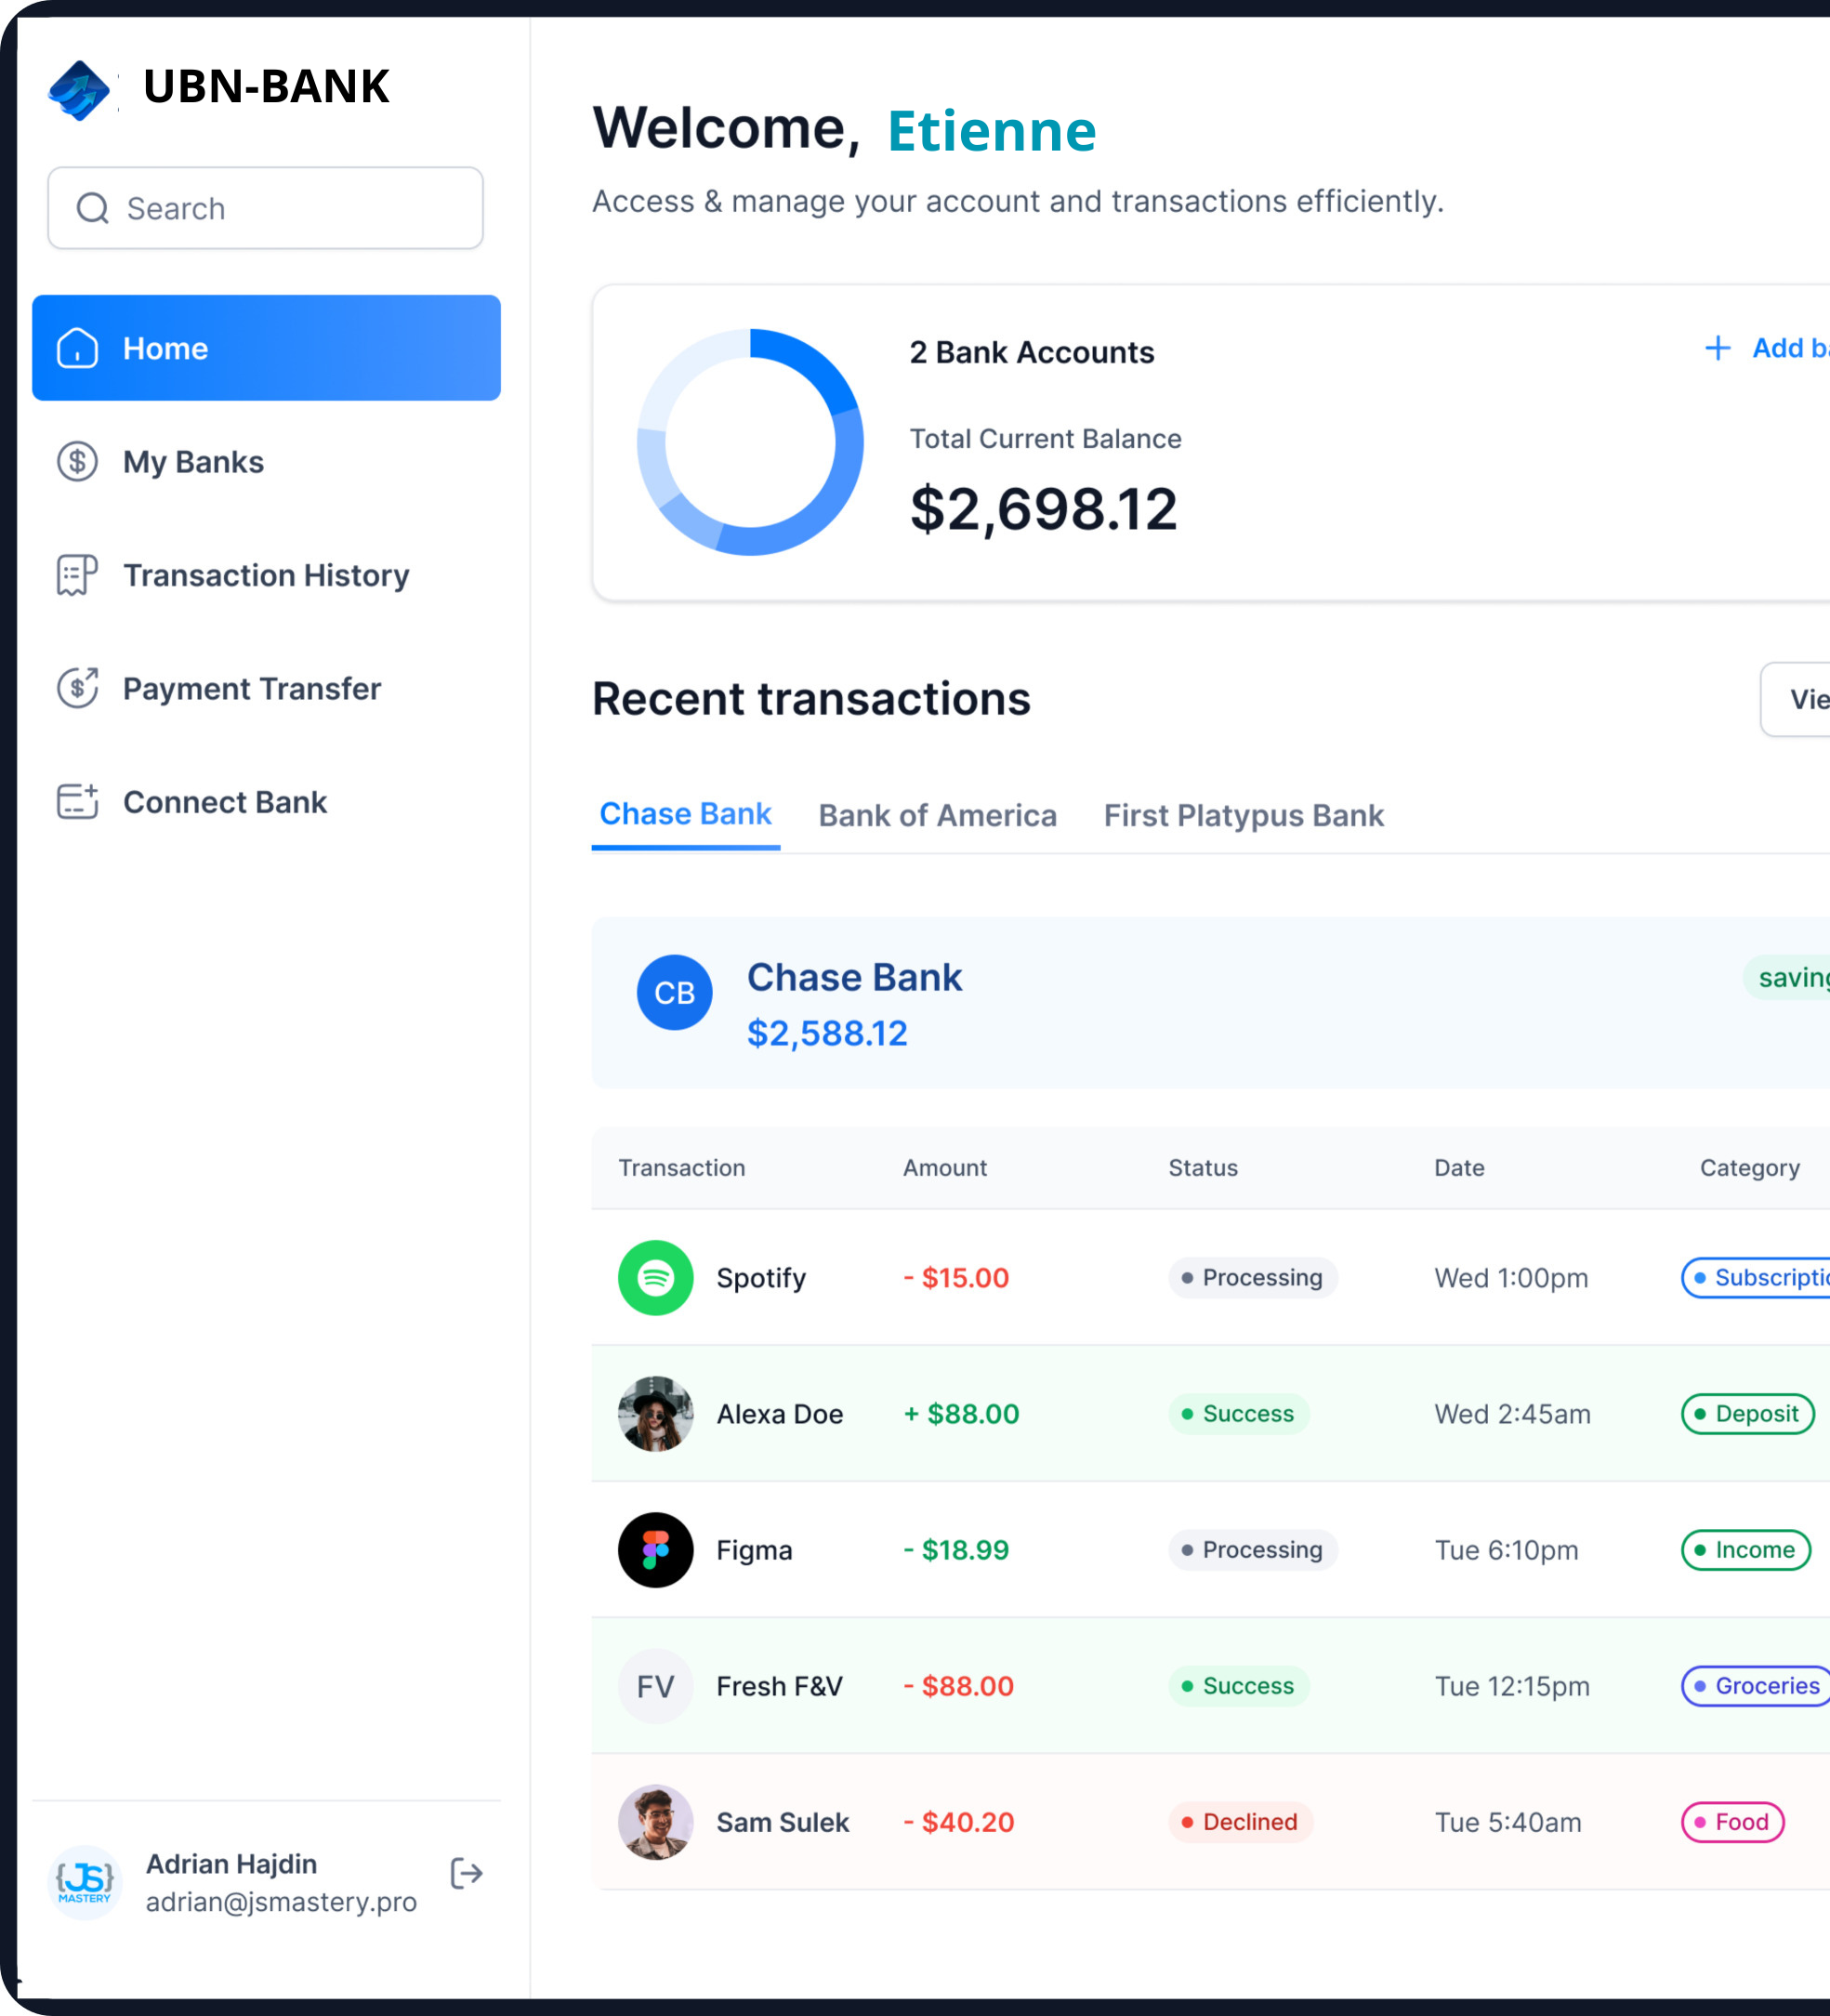 UBN-BANK
Search
Home
My Banks
Transaction History
Payment Transfer
Connect Bank
{JS}
MASTERY
Adrian Hajdin
adrian@jsmastery.pro
Welcome, Etienne
Access & manage your account and transactions efficiently.
2 Bank Accounts
+ Add
Total Current Balance
$2,698.12
Recent transactions
Chase Bank Bank of America First Platypus Bank
CB
Chase Bank
$2,588.12
Transaction Amount Status Date Category
Spotify - $15.00 Processing Wed 1:00pm
Alexa Doe + $88.00 Success Wed 2:45am Deposit
Figma - $18.99 Processing Tue 6:10pm Income
FV Fresh F&V - $88.00 Success Tue 12:15pm Groceries
Sam Sulek - $40.20 Declined Tue 5:40am Food